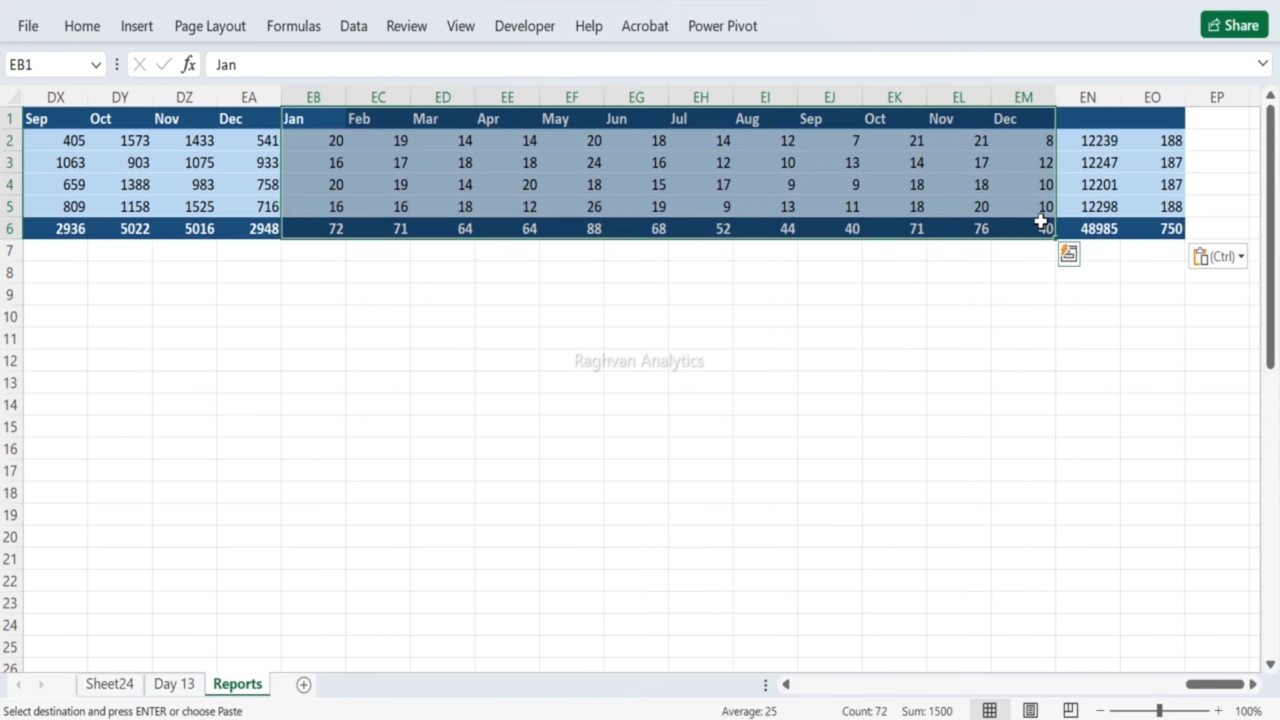 File Home Insert Page Layout Formulas Data Review View Developer Help Acrobat Power Pivot Share
EB1 fx Jan
DX DY DZ EA EB EC ED EE EF EG EH EI EJ EK EL EM EN EO EP
1 Sep Oct Nov Dec Jan Feb Mar Apr May Jun Jul Aug Sep Oct Nov Dec
2 405 1573 1433 541 20 19 14 14 20 18 14 12 7 21 21 8 12239 188
3 1063 903 1075 933 16 17 18 18 24 16 12 10 13 14 17 12 12247 187
4 659 1388 983 758 20 19 14 20 18 15 17 9 9 18 18 10 12201 187
5 809 1158 1525 716 16 16 18 12 26 19 9 13 11 18 20 10 12298 188
6 2936 5022 5016 2948 72 71 64 64 88 68 52 44 40 71 76 48985 750
7 (Ctrl)
8
9
10
11
12 Raghvan Analytics
13
14
15
16
17
18
19
20
21
22
23
24
25
26
Sheet24 Day 13 Reports
Select destination and press ENTER or choose Paste Average: 25 Count: 72 Sum: 1500 100%